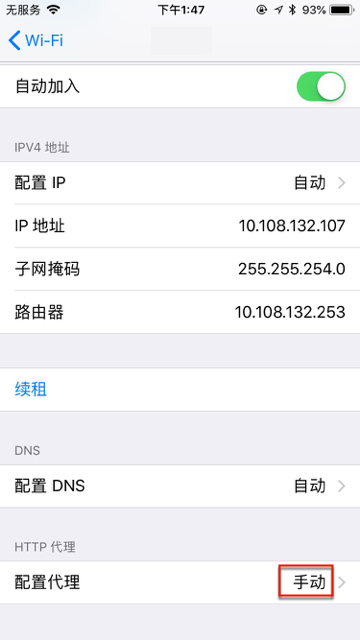 无服务 下午1:47 93%
Wi-Fi
自动加入
IPV4 地址
配置 IP 自动
IP 地址 10.108.132.107
子网掩码 255.255.254.0
路由器 10.108.132.253
续租
DNS
配置 DNS 自动
HTTP 代理
配置代理 手动